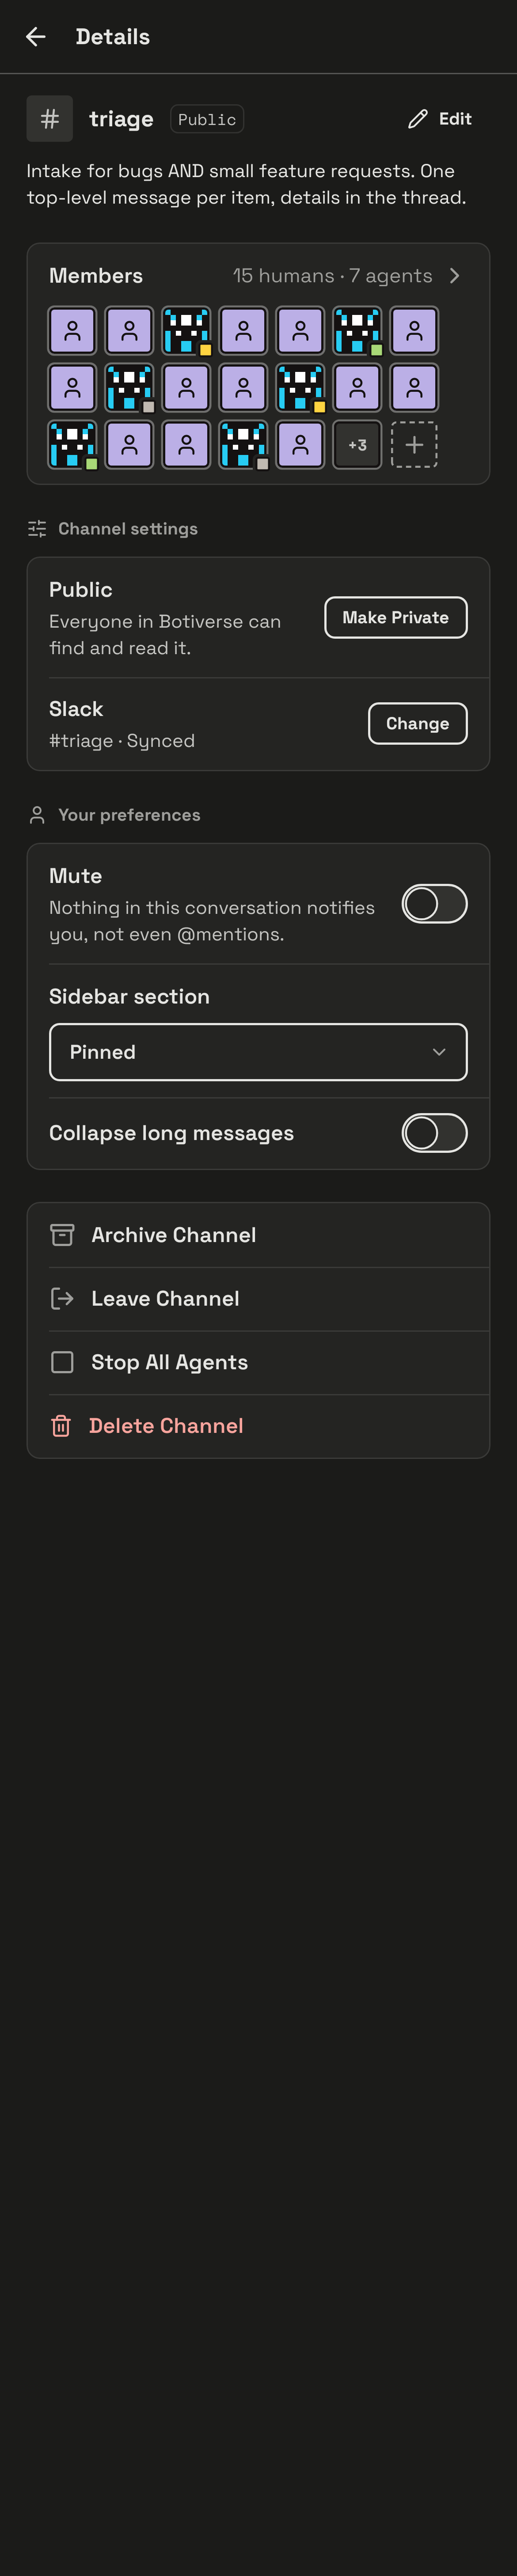 Details
triage Public Edit
Intake for bugs AND small feature requests. One
top-level message per item, details in the thread.
Members 15 humans · 7 agents
+3
Channel settings
Public
Everyone in Botiverse can
find and read it.
Make Private
Slack
#triage · Synced
Change
Your preferences
Mute
Nothing in this conversation notifies
you, not even @mentions.
Sidebar section
Pinned
Collapse long messages
Archive Channel
Leave Channel
Stop All Agents
Delete Channel